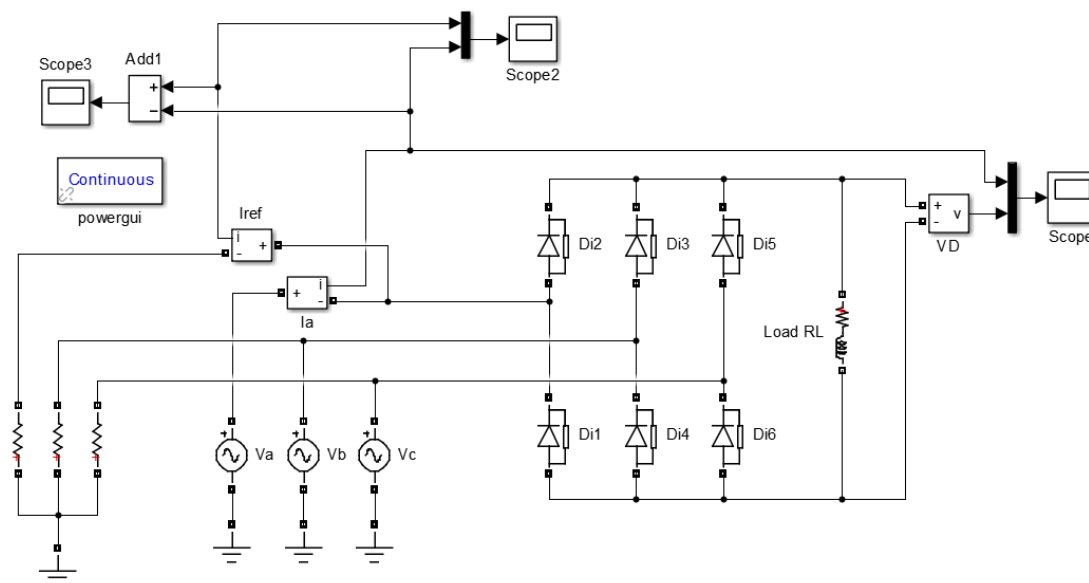 Scope2
Scope3
Add1
+
−
Continuous
powergui
Iref
i
+
-
i
+
-
Ia
Di2
Di3
Di5
+
-
v
VD
Scope
Load RL
+
Va
+
Vb
+
Vc
Di1
Di4
Di6